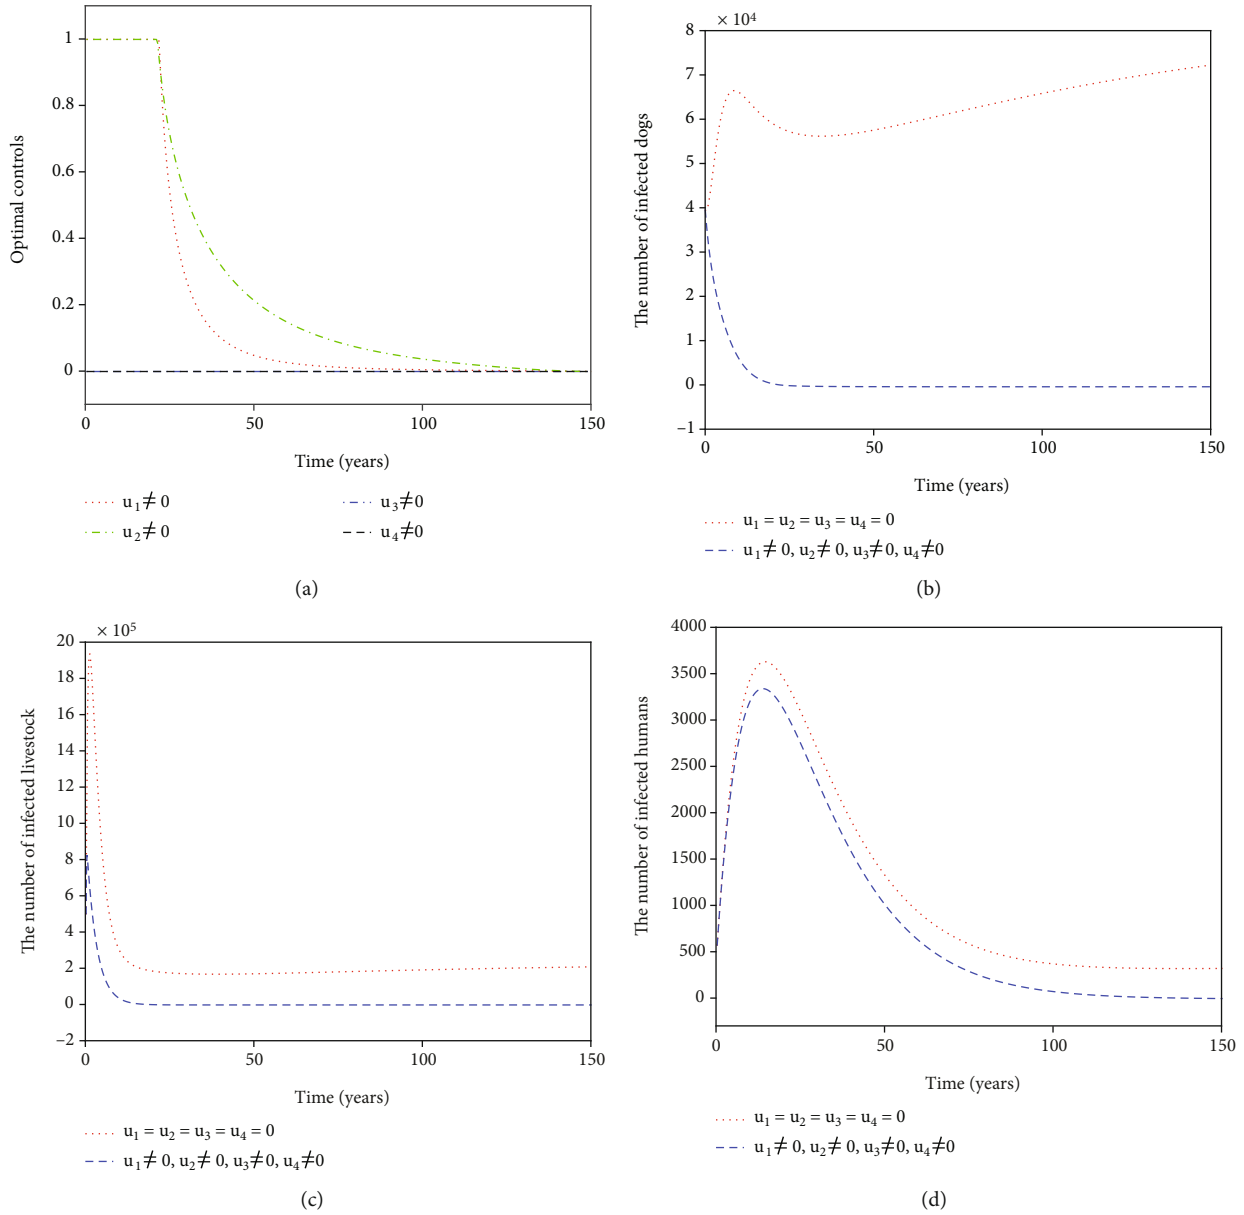 1
0.8
0.6
0.4
0.2
0
Optimal controls
0 50 100 150
Time (years)
u₁ ≠ 0
u₂ ≠ 0
u₃ ≠ 0
u₄ ≠ 0
(a)
× 10⁴
8
7
6
5
4
3
2
1
0
–1
The number of infected dogs
0 50 100 150
Time (years)
u₁ = u₂ = u₃ = u₄ = 0
u₁ ≠ 0, u₂ ≠ 0, u₃ ≠ 0, u₄ ≠ 0
(b)
× 10⁵
20
18
16
14
12
10
8
6
4
2
0
–2
The number of infected livestock
0 50 100 150
Time (years)
u₁ = u₂ = u₃ = u₄ = 0
u₁ ≠ 0, u₂ ≠ 0, u₃ ≠ 0, u₄ ≠ 0
(c)
4000
3500
3000
2500
2000
1500
1000
500
0
The number of infected humans
0 50 100 150
Time (years)
u₁ = u₂ = u₃ = u₄ = 0
u₁ ≠ 0, u₂ ≠ 0, u₃ ≠ 0, u₄ ≠ 0
(d)